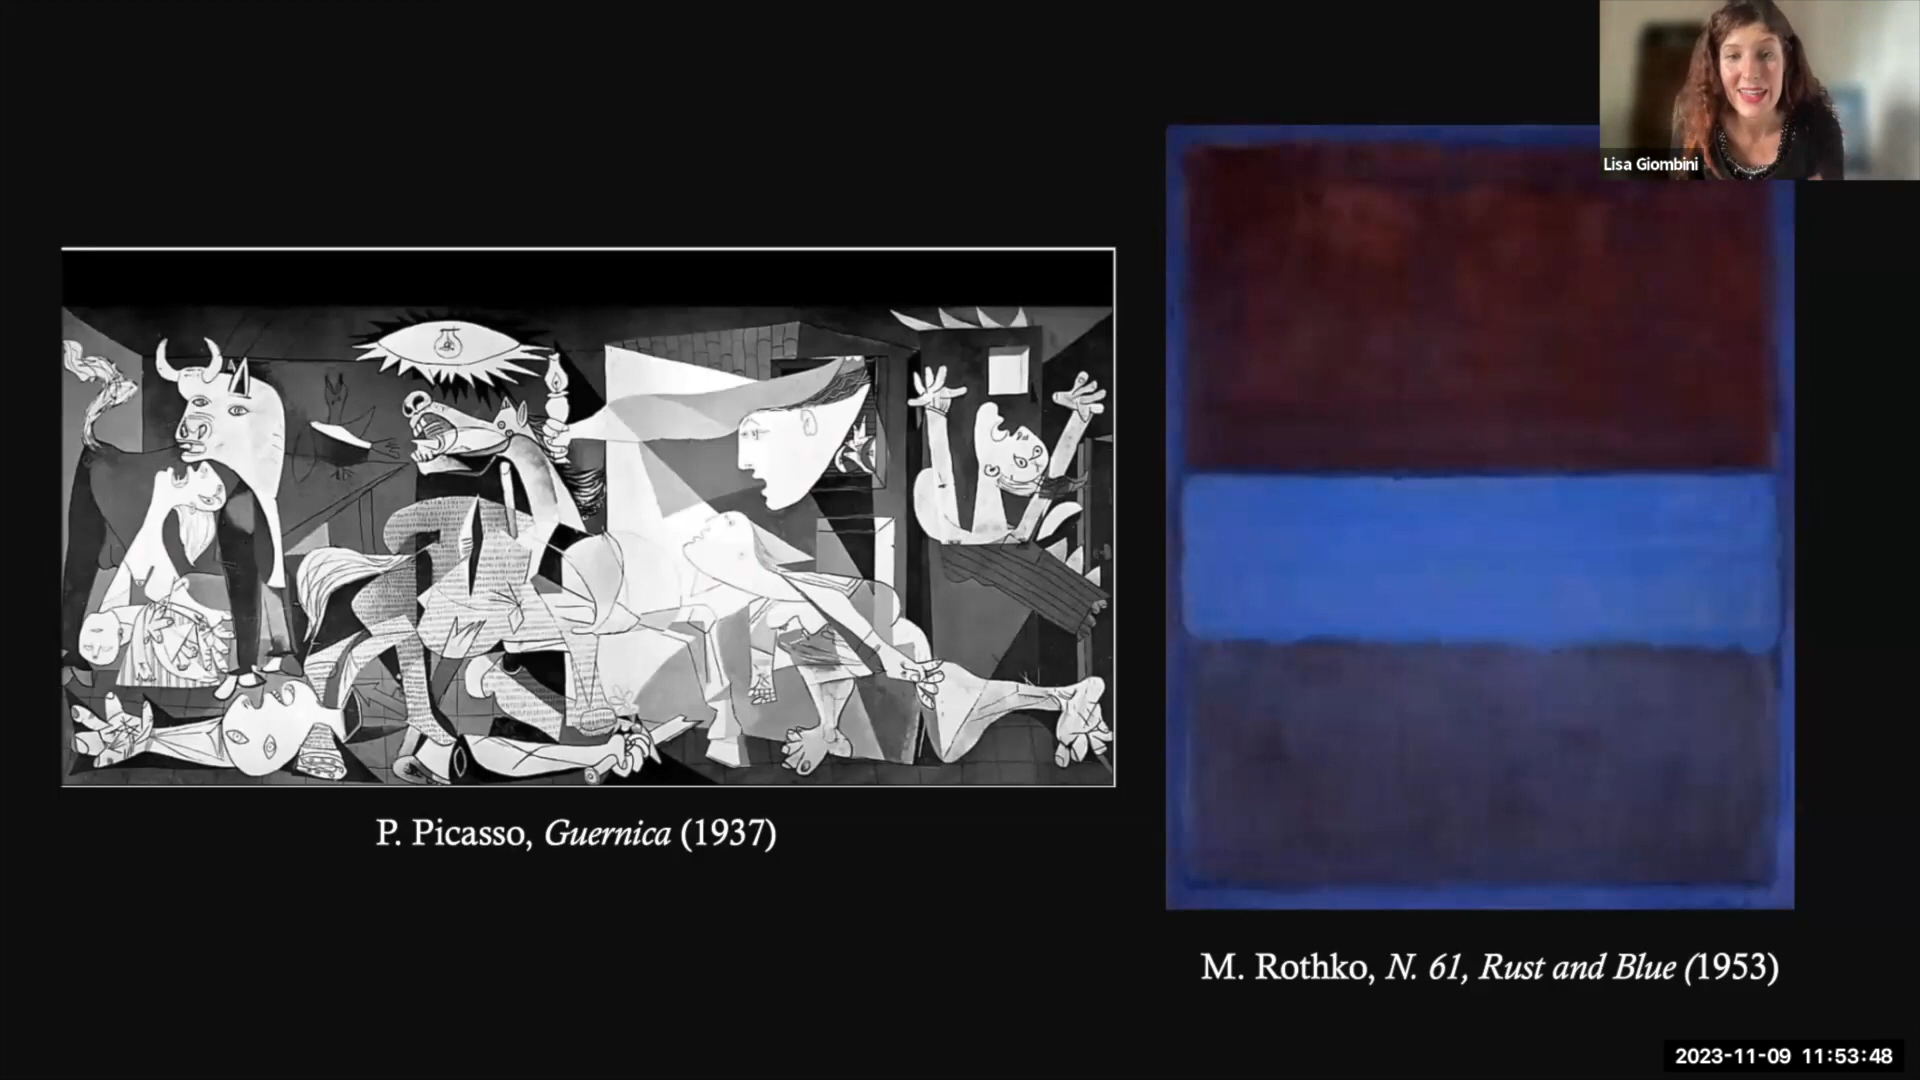 Lisa Giombini
P. Picasso, Guernica (1937)
M. Rothko, N. 61, Rust and Blue (1953)
2023-11-09 11:53:48